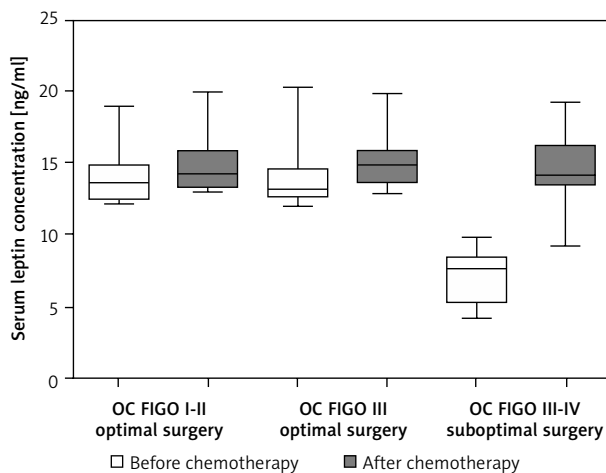 Serum leptin concentration [ng/ml]
25
20
15
10
5
0
OC FIGO I-II
optimal surgery
OC FIGO III
optimal surgery
OC FIGO III-IV
suboptimal surgery
Before chemotherapy
After chemotherapy